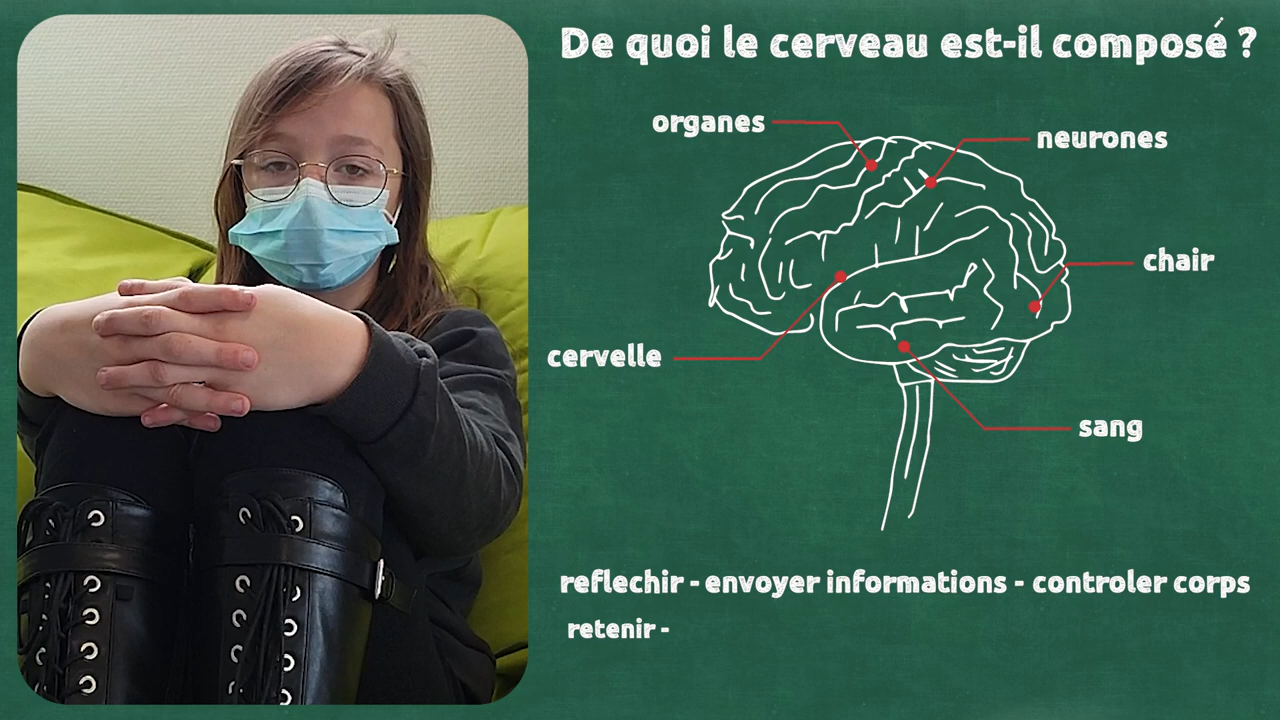 De quoi le cerveau est-il composé ?
organes
neurones
chair
cervelle
sang
reflechir - envoyer informations - controler corps
retenir -